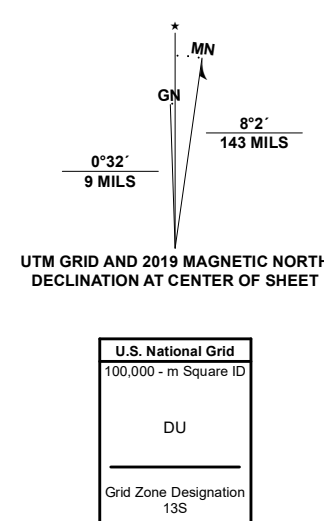 ★
MN
GN
8°2´
143 MILS
0°32´
9 MILS
UTM GRID AND 2019 MAGNETIC NORTH
DECLINATION AT CENTER OF SHEET
U.S. National Grid
100,000 - m Square ID
DU
Grid Zone Designation
13S